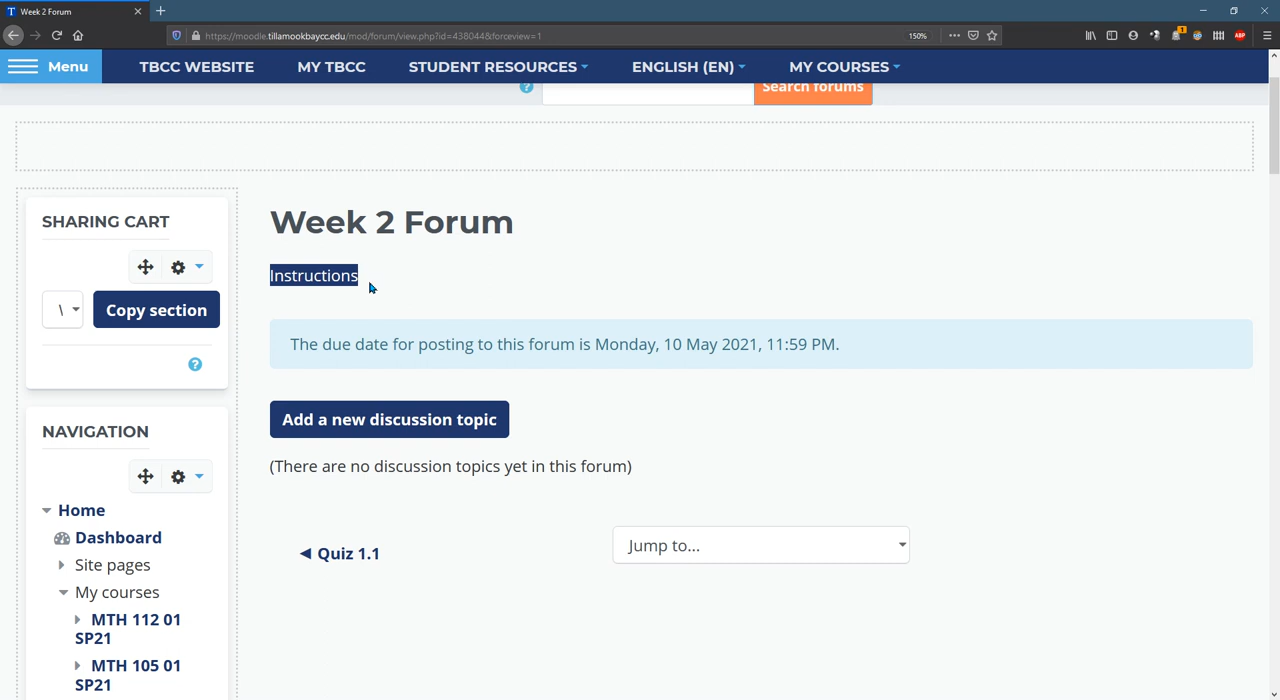 Week 2 Forum
https://moodle.tillamookbaycc.edu/mod/forum/view.php?id=438044&forceview=1
150%
1
ABP
Menu
TBCC WEBSITE
MY TBCC
STUDENT RESOURCES
ENGLISH (EN)
MY COURSES
?
Search forums
SHARING CART
\
Copy section
?
NAVIGATION
Home
Dashboard
Site pages
My courses
MTH 112 01
SP21
MTH 105 01
SP21
Week 2 Forum
Instructions
The due date for posting to this forum is Monday, 10 May 2021, 11:59 PM.
Add a new discussion topic
(There are no discussion topics yet in this forum)
◀ Quiz 1.1
Jump to...